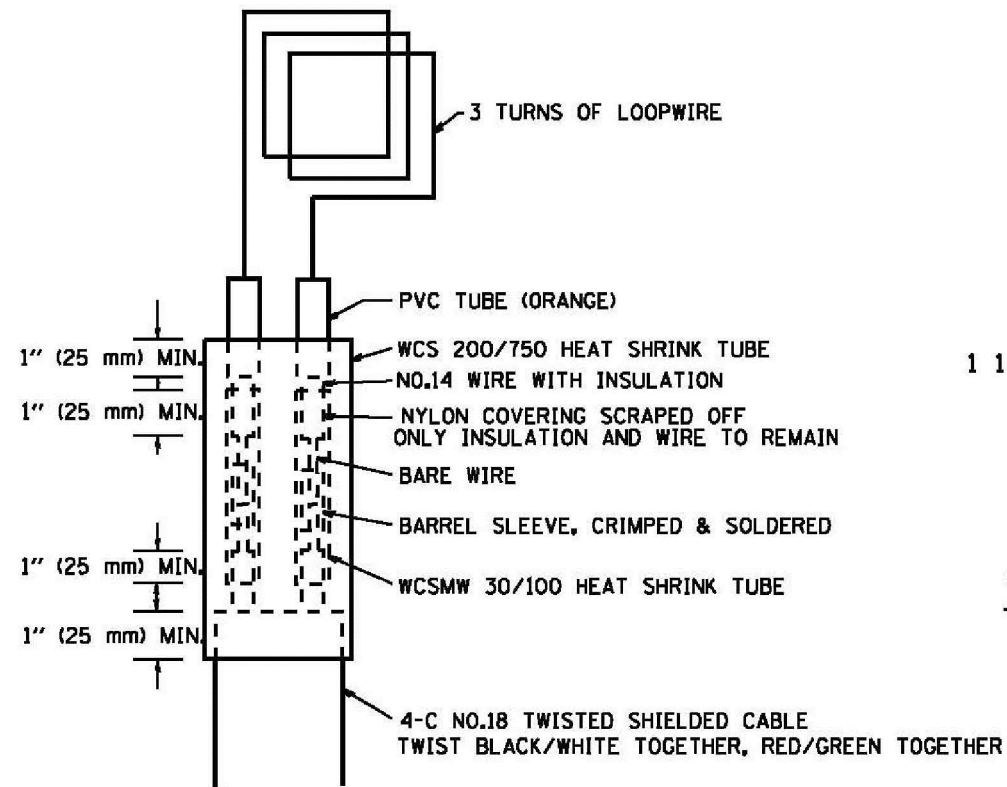 3 TURNS OF LOOPWIRE
PVC TUBE (ORANGE)
1" (25 mm) MIN.
WCS 200/750 HEAT SHRINK TUBE
1 1
NO.14 WIRE WITH INSULATION
1" (25 mm) MIN.
NYLON COVERING SCRAPED OFF
ONLY INSULATION AND WIRE TO REMAIN
BARE WIRE
BARREL SLEEVE, CRIMPED & SOLDERED
1" (25 mm) MIN.
WCSMW 30/100 HEAT SHRINK TUBE
1" (25 mm) MIN.
4-C NO.18 TWISTED SHIELDED CABLE
TWIST BLACK/WHITE TOGETHER, RED/GREEN TOGETHER